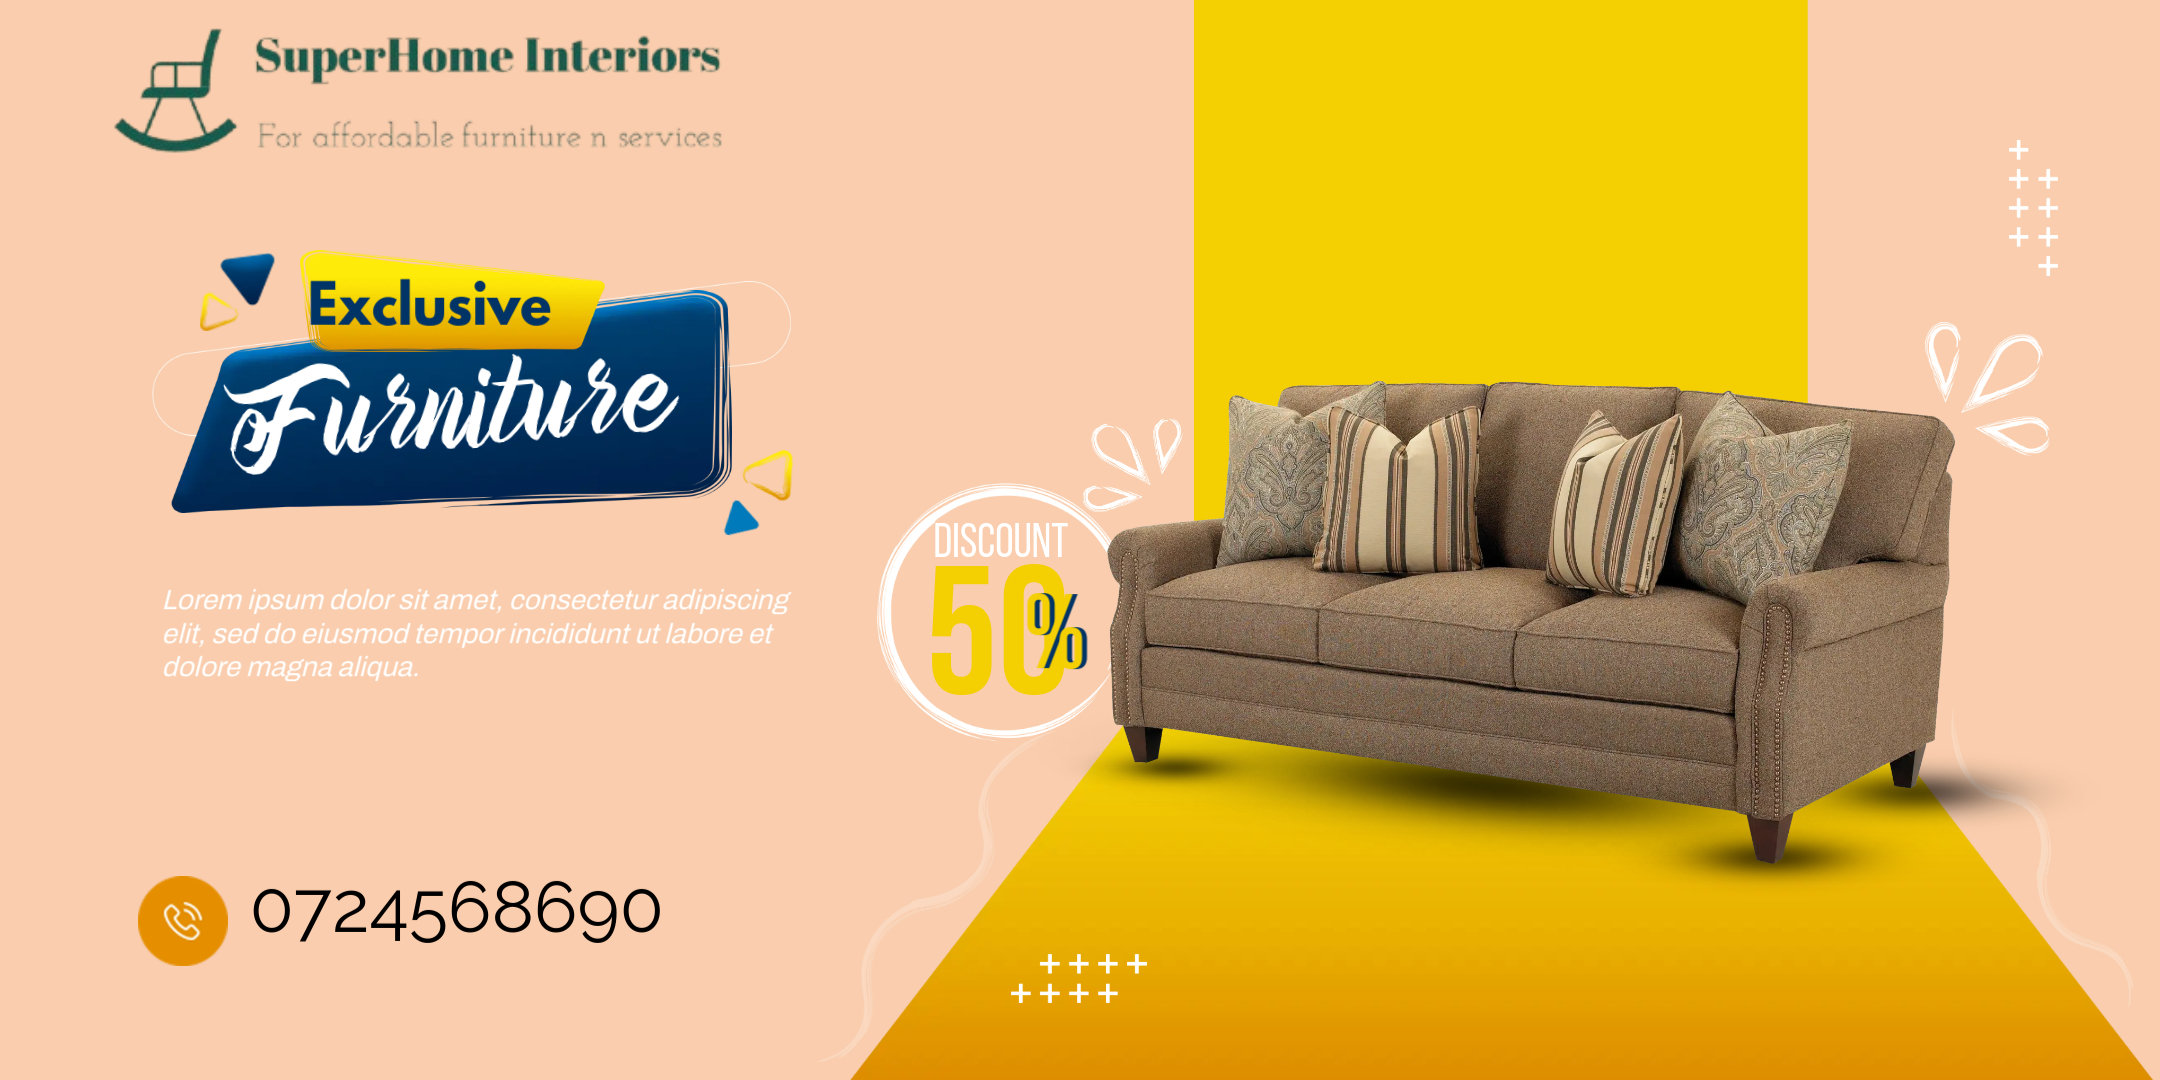 SuperHome Interiors
For affordable furniture n services
Exclusive
Furniture
DISCOUNT
50%
Lorem ipsum dolor sit amet, consectetur adipiscing
elit, sed do eiusmod tempor incididunt ut labore et
dolore magna aliqua.
0724568690